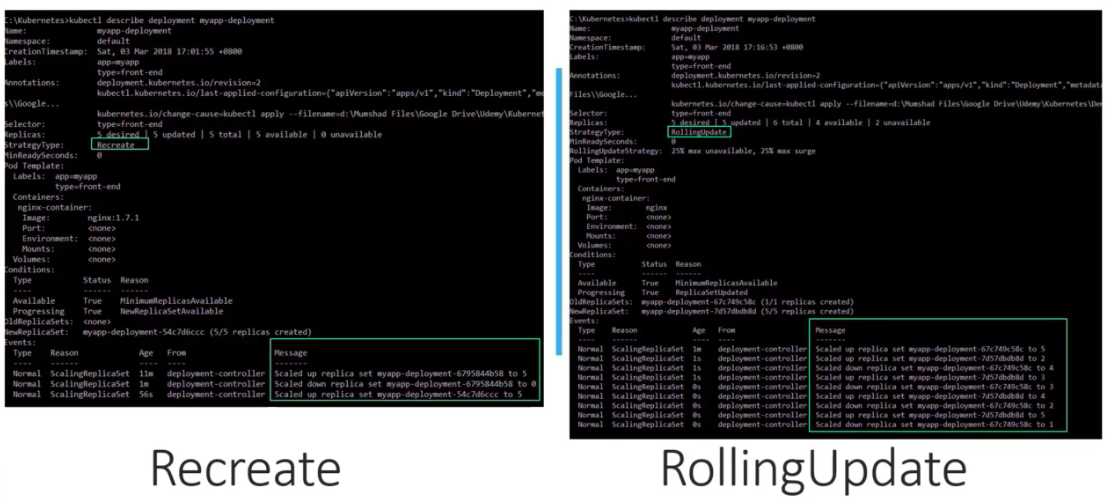 C:\Kubernetes>kubectl describe deployment myapp-deployment
Name: myapp-deployment
Namespace: default
CreationTimestamp: Sat, 03 Mar 2018 17:01:55 +0800
Labels: app=myapp
type=front-end
Annotations: deployment.kubernetes.io/revision=2
kubectl.kubernetes.io/last-applied-configuration={"apiVersion":"apps/v1","kind":"Deployment","me
s\\Google...
kubernetes.io/change-cause=kubectl apply --filename=d:\Mumshad Files\Google Drive\Udemy\Kubernet
Selector: type=front-end
Replicas: 5 desired | 5 updated | 5 total | 5 available | 0 unavailable
StrategyType: Recreate
MinReadySeconds: 0
Pod Template:
Labels: app=myapp
type=front-end
Containers:
nginx-container:
Image: nginx:1.7.1
Port: <none>
Environment: <none>
Mounts: <none>
Volumes: <none>
Conditions:
Type Status Reason
---- ------ ------
Available True MinimumReplicasAvailable
Progressing True NewReplicaSetAvailable
OldReplicaSets: <none>
NewReplicaSet: myapp-deployment-54c7d6ccc (5/5 replicas created)
Events:
Type Reason Age From Message
---- ------ ---- ---- -------
Normal ScalingReplicaSet 11m deployment-controller Scaled up replica set myapp-deployment-6795844b58 to 5
Normal ScalingReplicaSet 1m deployment-controller Scaled down replica set myapp-deployment-6795844b58 to 0
Normal ScalingReplicaSet 56s deployment-controller Scaled up replica set myapp-deployment-54c7d6ccc to 5
Recreate
C:\Kubernetes>kubectl describe deployment myapp-deployment
Name: myapp-deployment
Namespace: default
CreationTimestamp: Sat, 03 Mar 2018 17:16:53 +0800
Labels: app=myapp
type=front-end
Annotations: deployment.kubernetes.io/revision=2
kubectl.kubernetes.io/last-applied-configuration={"apiVersion":"apps/v1","kind":"Deployment","metadat
Files\\Google...
kubernetes.io/change-cause=kubectl apply --filename=d:\Mumshad Files\Google Drive\Udemy\Kubernetes\De
Selector: type=front-end
Replicas: 5 desired | 5 updated | 6 total | 4 available | 2 unavailable
StrategyType: RollingUpdate
MinReadySeconds: 0
RollingUpdateStrategy: 25% max unavailable, 25% max surge
Pod Template:
Labels: app=myapp
type=front-end
Containers:
nginx-container:
Image: nginx
Port: <none>
Environment: <none>
Mounts: <none>
Volumes: <none>
Conditions:
Type Status Reason
---- ------ ------
Available True MinimumReplicasAvailable
Progressing True ReplicaSetUpdated
OldReplicaSets: myapp-deployment-67c749c58c (1/1 replicas created)
NewReplicaSet: myapp-deployment-7d57dbdb8d (5/5 replicas created)
Events:
Type Reason Age From Message
---- ------ ---- ---- -------
Normal ScalingReplicaSet 1m deployment-controller Scaled up replica set myapp-deployment-67c749c58c to 5
Normal ScalingReplicaSet 1s deployment-controller Scaled up replica set myapp-deployment-7d57dbdb8d to 2
Normal ScalingReplicaSet 1s deployment-controller Scaled down replica set myapp-deployment-67c749c58c to 4
Normal ScalingReplicaSet 1s deployment-controller Scaled up replica set myapp-deployment-7d57dbdb8d to 3
Normal ScalingReplicaSet 0s deployment-controller Scaled down replica set myapp-deployment-67c749c58c to 3
Normal ScalingReplicaSet 0s deployment-controller Scaled up replica set myapp-deployment-7d57dbdb8d to 4
Normal ScalingReplicaSet 0s deployment-controller Scaled down replica set myapp-deployment-67c749c58c to 2
Normal ScalingReplicaSet 0s deployment-controller Scaled up replica set myapp-deployment-7d57dbdb8d to 5
Normal ScalingReplicaSet 0s deployment-controller Scaled down replica set myapp-deployment-67c749c58c to 1
RollingUpdate